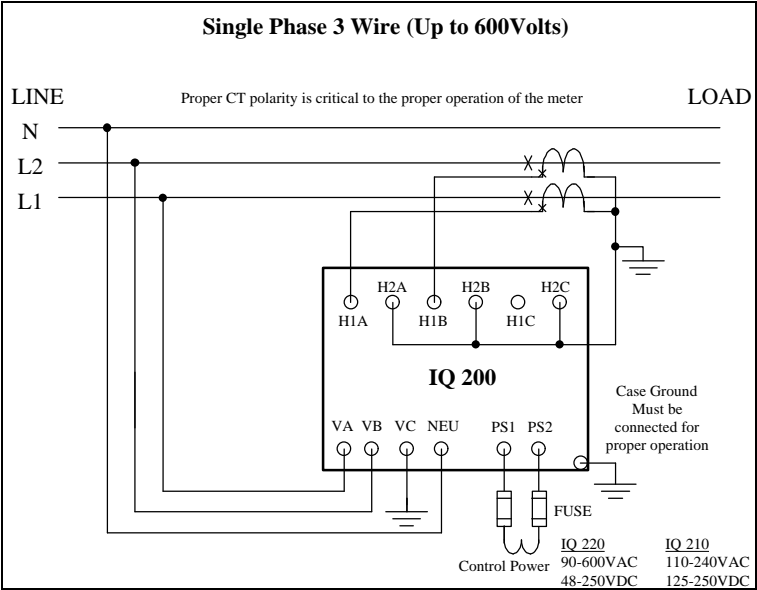 Single Phase 3 Wire (Up to 600Volts)
LINE
Proper CT polarity is critical to the proper operation of the meter
LOAD
N
L2
L1
H2A
H2B
H2C
H1A
H1B
H1C
IQ 200
Case Ground
Must be
connected for
proper operation
VA VB VC NEU PS1 PS2
FUSE
Control Power
IQ 220
90-600VAC
48-250VDC
IQ 210
110-240VAC
125-250VDC